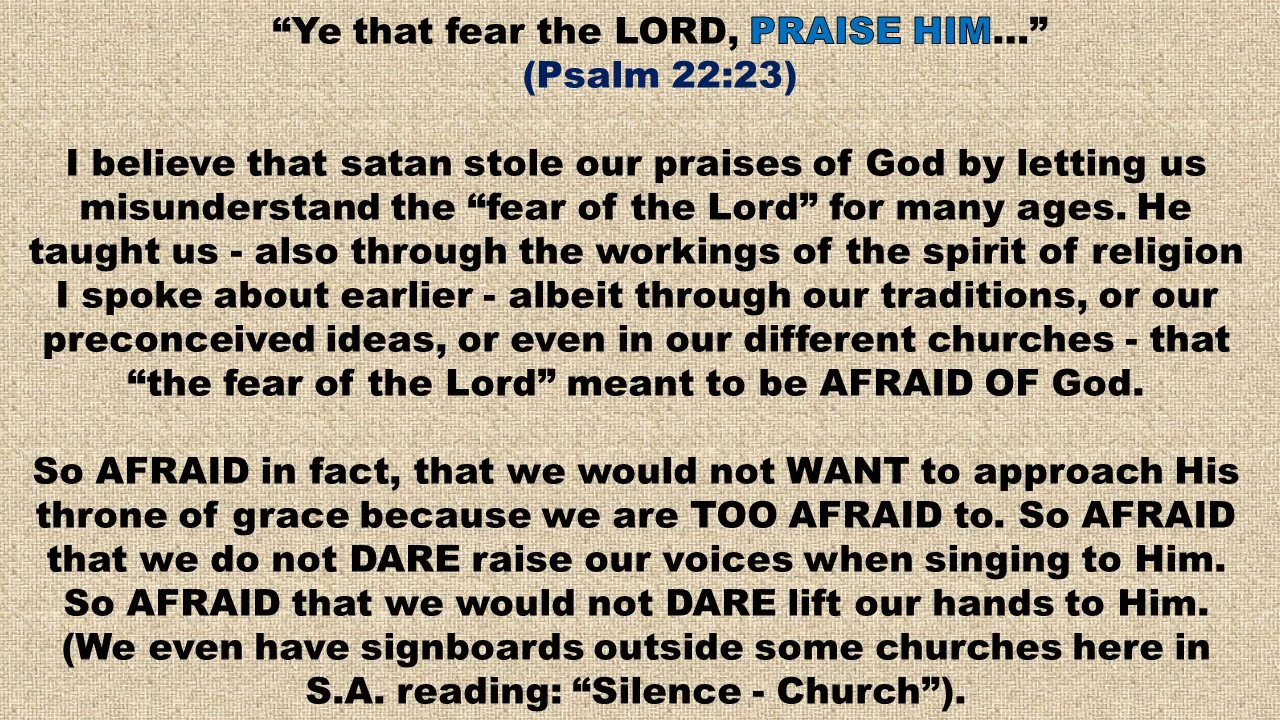 “Ye that fear the LORD, PRAISE HIM...”
(Psalm 22:23)
I believe that satan stole our praises of God by letting us
misunderstand the “fear of the Lord” for many ages. He
taught us - also through the workings of the spirit of religion
I spoke about earlier - albeit through our traditions, or our
preconceived ideas, or even in our different churches - that
“the fear of the Lord” meant to be AFRAID OF God.
So AFRAID in fact, that we would not WANT to approach His
throne of grace because we are TOO AFRAID to. So AFRAID
that we do not DARE raise our voices when singing to Him.
So AFRAID that we would not DARE lift our hands to Him.
(We even have signboards outside some churches here in
S.A. reading: “Silence - Church”).